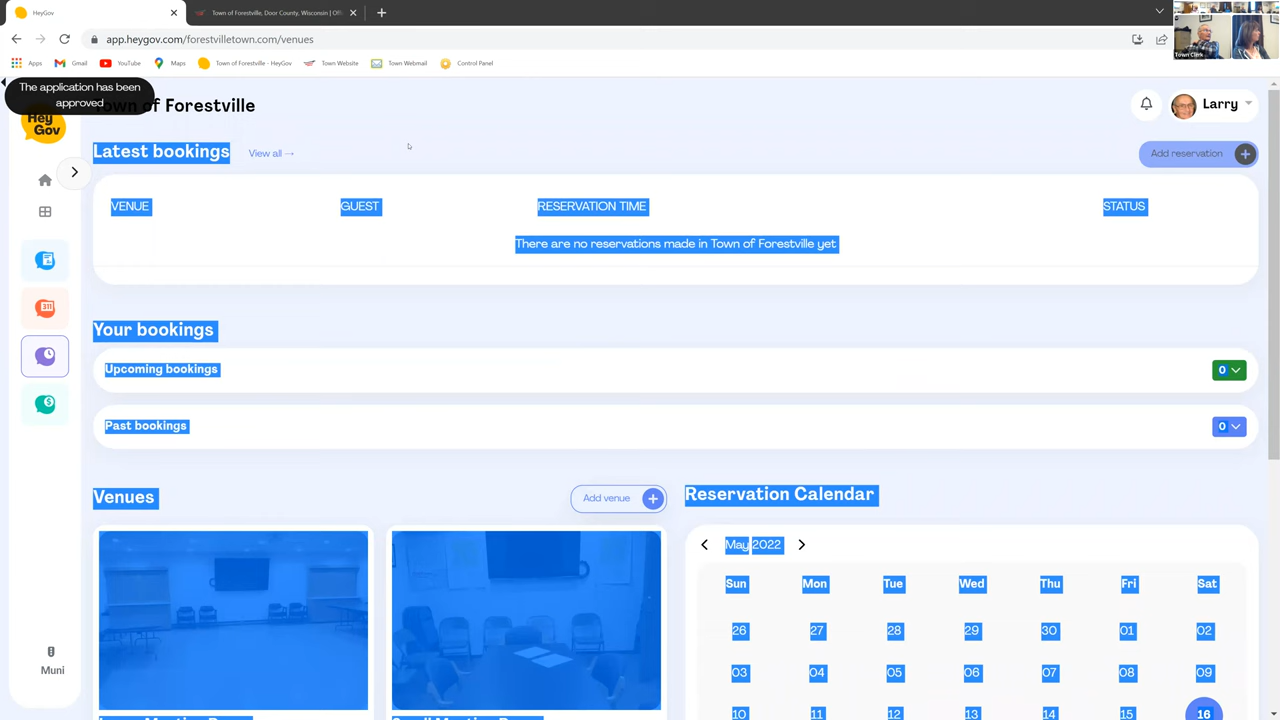 HeyGov
Town of Forestville, Door County, Wisconsin | Offi
app.heygov.com/forestvilletown.com/venues
Apps Gmail YouTube Maps Town of Forestville - HeyGov Town Website Town Webmail Control Panel
Town Clerk
The application has been
approved
Town of Forestville
Hey
Gov
Larry
Latest bookings View all → Add reservation +
VENUE GUEST RESERVATION TIME STATUS
There are no reservations made in Town of Forestville yet
311
Your bookings
Upcoming bookings 0
Past bookings 0
$
Venues Add venue + Reservation Calendar
May 2022
Sun Mon Tue Wed Thu Fri Sat
26 27 28 29 30 01 02
03 04 05 06 07 08 09
10 11 12 13 14 15 16
Muni